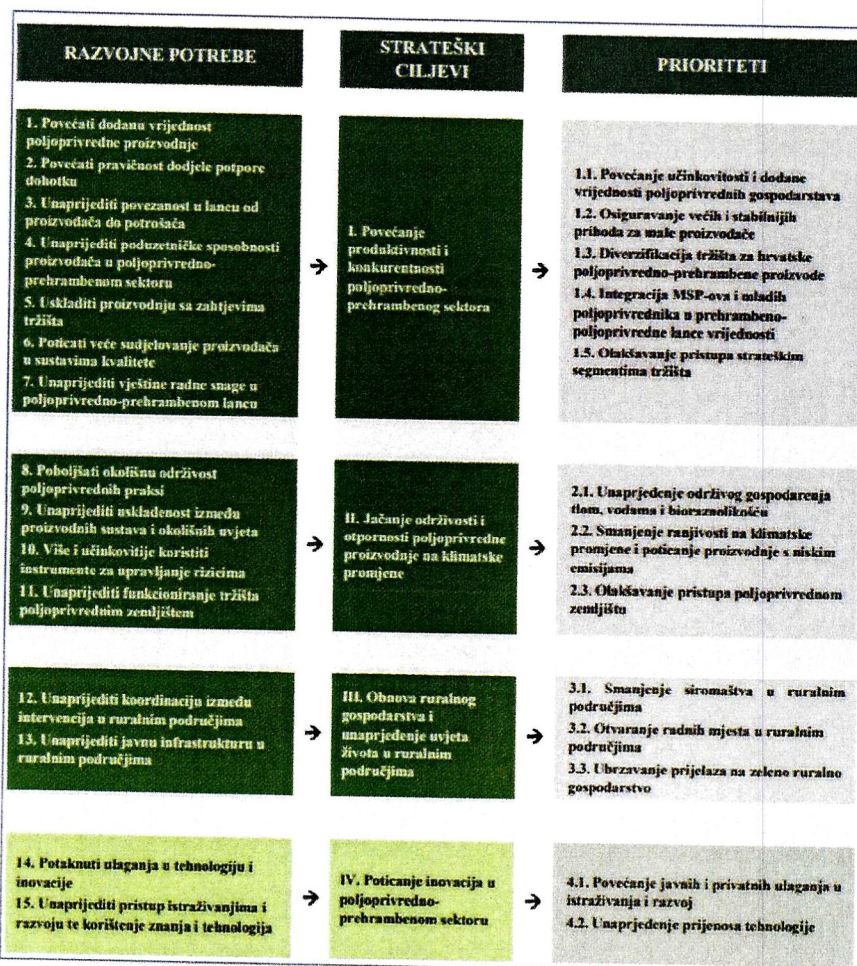 RAZVOJNE POTREBE
STRATEŠKI
CILJEVI
PRIORITETI
1. Povećati dodanu vrijednost
poljoprivredne proizvodnje
2. Povećati pravičnost dodjele potpore
dohotku
3. Unaprijediti povezanost u lancu od
proizvođača do potrošača
4. Unaprijediti poduzetničke sposobnosti
proizvođača u poljoprivredno-
prehrambenom sektoru
5. Uskladiti proizvodnju sa zahtjevima
tržišta
6. Poticati veće sudjelovanje proizvođača
u sustavima kvalitete
7. Unaprijediti vještine radne snage u
poljoprivredno-prehrambenom lancu
→
I. Povećanje
produktivnosti i
konkurentnosti
poljoprivredno-
prehrambenog sektora
→
1.1. Povećanje učinkovitosti i dodane
vrijednosti poljoprivrednih gospodarstava
1.2. Osiguravanje većih i stabilnijih
prihoda za male proizvođače
1.3. Diverzifikacija tržišta za hrvatske
poljoprivredno-prehrambene proizvode
1.4. Integracija MSP-ova i mladih
poljoprivrednika u prehrambeno-
poljoprivredne lance vrijednosti
1.5. Olakšavanje pristupa strateškim
segmentima tržišta
8. Poboljšati okolišnu održivost
poljoprivrednih praksi
9. Unaprijediti usklađenost između
proizvodnih sustava i okolišnih uvjeta
10. Više i učinkovitije koristiti
instrumente za upravljanje rizicima
11. Unaprijediti funkcioniranje tržišta
poljoprivrednim zemljištem
→
II. Jačanje održivosti i
otpornosti poljoprivredne
proizvodnje na klimatske
promjene
→
2.1. Unaprjeđenje održivog gospodarenja
tlom, vodama i bioraznolikošću
2.2. Smanjenje ranjivosti na klimatske
promjene i poticanje proizvodnje s niskim
emisijama
2.3. Olakšavanje pristupa poljoprivrednom
zemljištu
12. Unaprijediti koordinaciju između
intervencija u ruralnim područjima
13. Unaprijediti javnu infrastrukturu u
ruralnim područjima
→
III. Obnova ruralnog
gospodarstva i
unaprjeđenje uvjeta
života u ruralnim
područjima
→
3.1. Smanjenje siromaštva u ruralnim
područjima
3.2. Otvaranje radnih mjesta u ruralnim
područjima
3.3. Ubrzavanje prijelaza na zeleno ruralno
gospodarstvo
14. Potaknuti ulaganja u tehnologiju i
inovacije
15. Unaprijediti pristup istraživanjima i
razvoju te korištenje znanja i tehnologija
→
IV. Poticanje inovacija u
poljoprivredno-
prehrambenom sektoru
→
4.1. Povećanje javnih i privatnih ulaganja u
istraživanja i razvoj
4.2. Unaprjeđenje prijenosa tehnologije